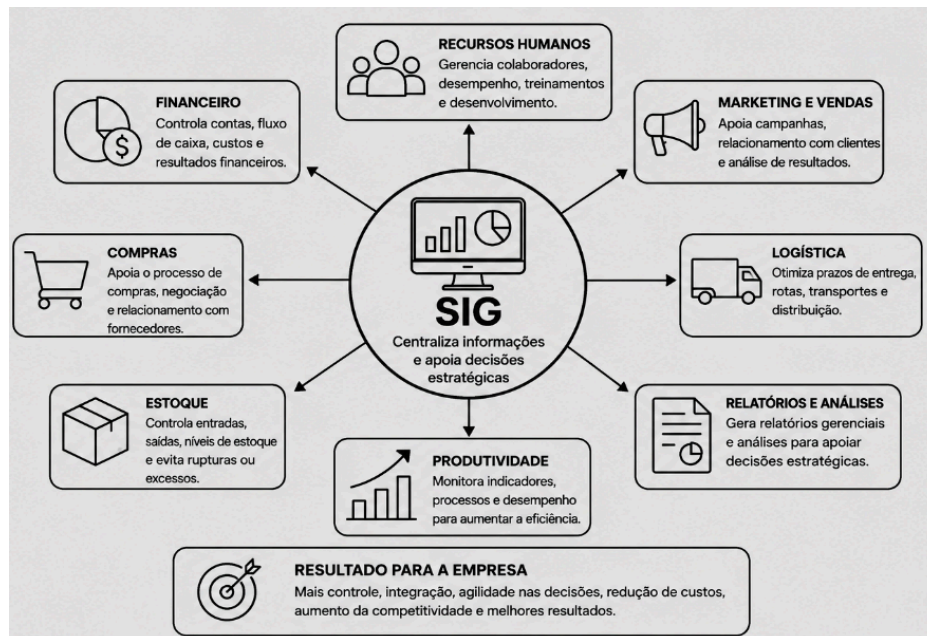 RECURSOS HUMANOS
Gerencia colaboradores,
desempenho, treinamentos
e desenvolvimento.
FINANCEIRO
Controla contas, fluxo
de caixa, custos e
resultados financeiros.
MARKETING E VENDAS
Apoia campanhas,
relacionamento com clientes
e análise de resultados.
COMPRAS
Apoia o processo de
compras, negociação
e relacionamento com
fornecedores.
$
SIG
Centraliza informações
e apoia decisões
estratégicas
LOGÍSTICA
Otimiza prazos de entrega,
rotas, transportes e
distribuição.
ESTOQUE
Controla entradas,
saídas, níveis de estoque
e evita rupturas ou
excessos.
PRODUTIVIDADE
Monitora indicadores,
processos e desempenho
para aumentar a eficiência.
RELATÓRIOS E ANÁLISES
Gera relatórios gerenciais
e análises para apoiar
decisões estratégicas.
RESULTADO PARA A EMPRESA
Mais controle, integração, agilidade nas decisões, redução de custos,
aumento da competitividade e melhores resultados.